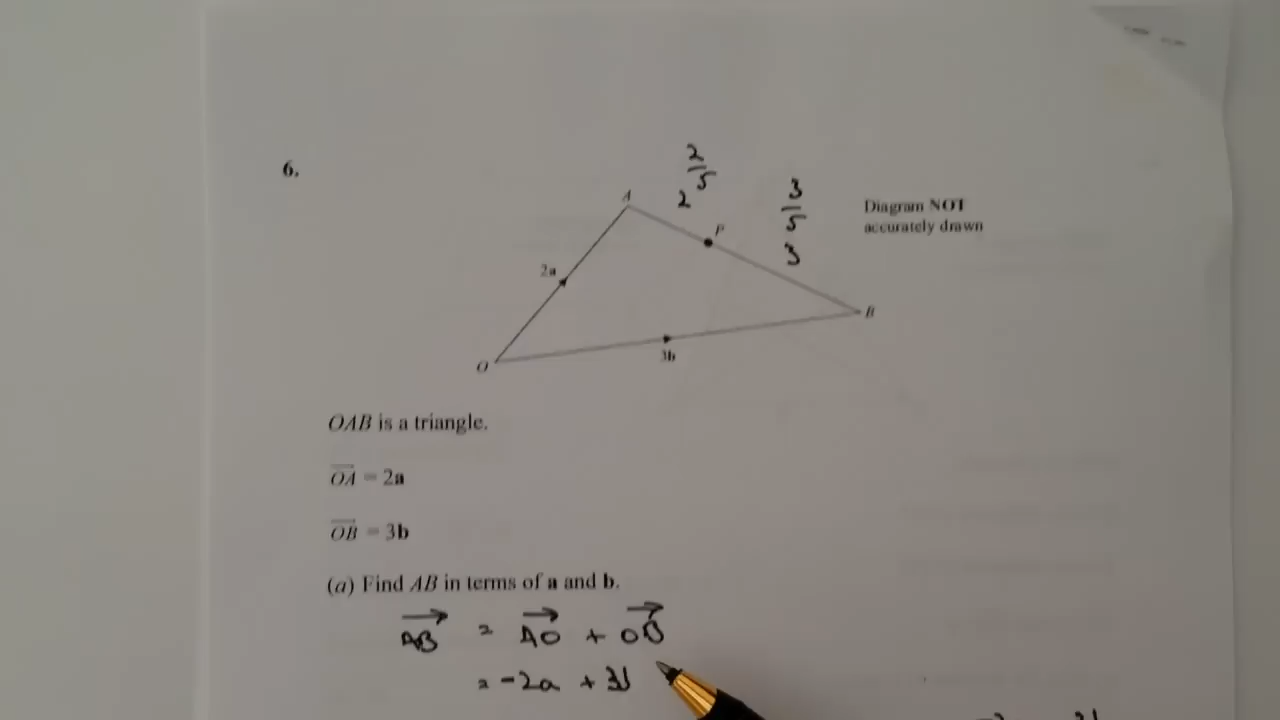 6.
2
5
2
A
P
3
5
3
Diagram NOT
accurately drawn
2a
B
3b
O
OAB is a triangle.
OA = 2a
OB = 3b
(a) Find AB in terms of a and b.
AB = AO + OB
= -2a +